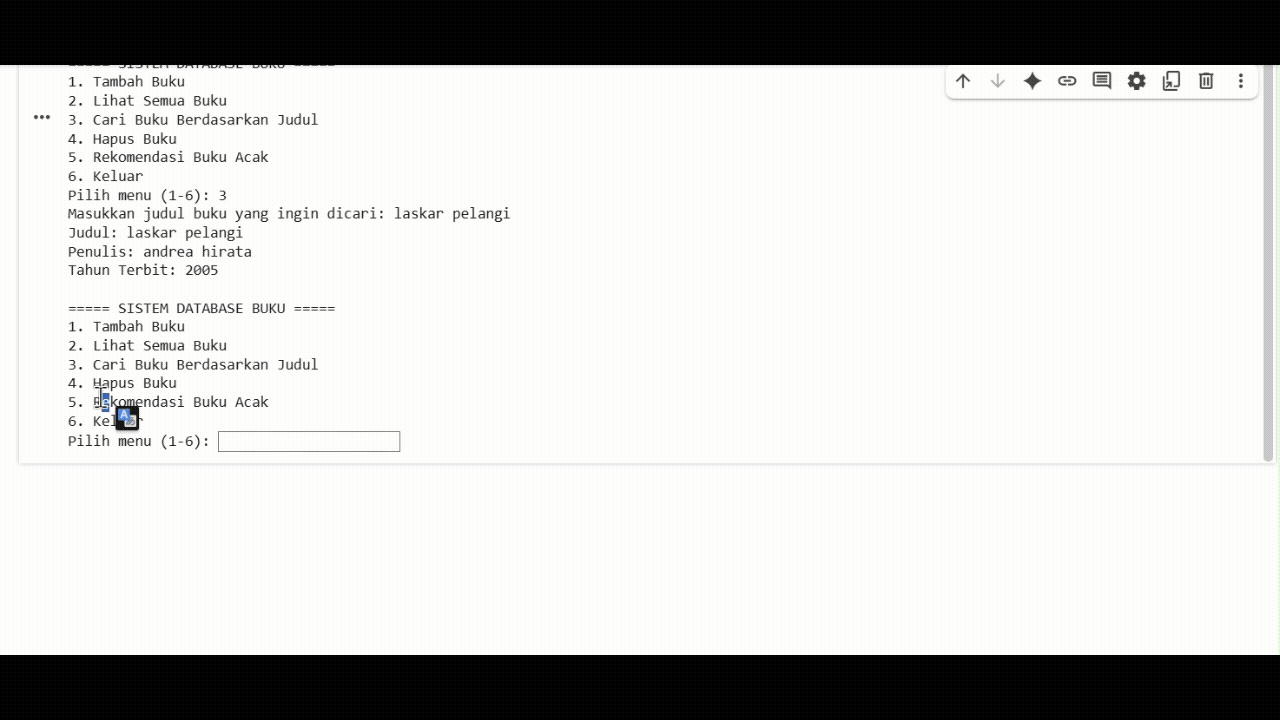 ===== SISTEM DATABASE BUKU =====
1. Tambah Buku
2. Lihat Semua Buku
3. Cari Buku Berdasarkan Judul
4. Hapus Buku
5. Rekomendasi Buku Acak
6. Keluar
Pilih menu (1-6): 3
Masukkan judul buku yang ingin dicari: laskar pelangi
Judul: laskar pelangi
Penulis: andrea hirata
Tahun Terbit: 2005
===== SISTEM DATABASE BUKU =====
1. Tambah Buku
2. Lihat Semua Buku
3. Cari Buku Berdasarkan Judul
4. Hapus Buku
5. Rekomendasi Buku Acak
6. Keluar
Pilih menu (1-6):